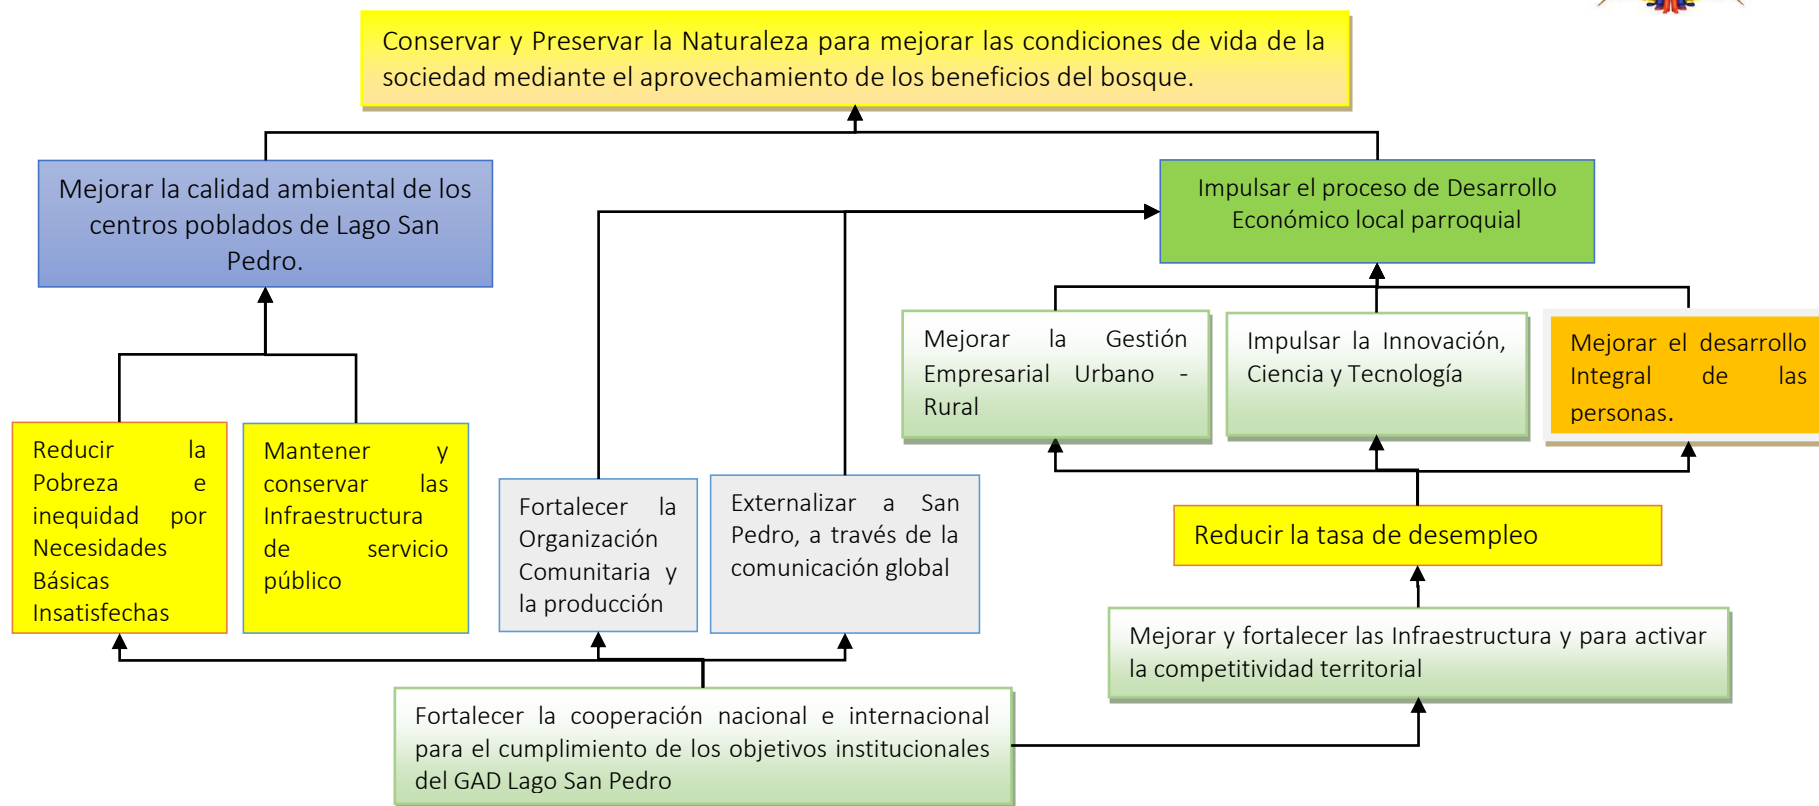 Conservar y Preservar la Naturaleza para mejorar las condiciones de vida de la
sociedad mediante el aprovechamiento de los beneficios del bosque.
Mejorar la calidad ambiental de los
centros poblados de Lago San
Pedro.
Impulsar el proceso de Desarrollo
Económico local parroquial
Mejorar la Gestión
Empresarial Urbano -
Rural
Impulsar la Innovación,
Ciencia y Tecnología
Mejorar el desarrollo
Integral de las
personas.
Reducir la
Pobreza e
inequidad por
Necesidades
Básicas
Insatisfechas
Mantener y
conservar las
Infraestructura
de servicio
público
Fortalecer la
Organización
Comunitaria y
la producción
Externalizar a San
Pedro, a través de la
comunicación global
Reducir la tasa de desempleo
Mejorar y fortalecer las Infraestructura y para activar
la competitividad territorial
Fortalecer la cooperación nacional e internacional
para el cumplimiento de los objetivos institucionales
del GAD Lago San Pedro